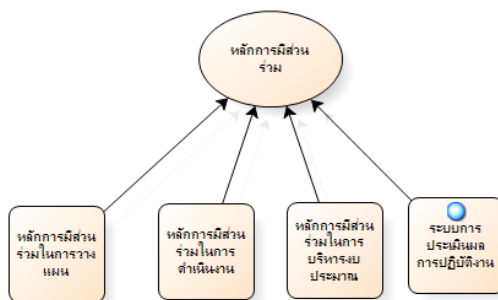 หลักการมีส่วน
ร่วม
หลักการมีส่วน
ร่วมในการวาง
แผน
หลักการมีส่วน
ร่วมในการ
ดำเนินงาน
หลักการมีส่วน
ร่วมในการ
บริหารงบ
ประมาณ
ระบบการ
ประเมินผล
การปฏิบัติงาน